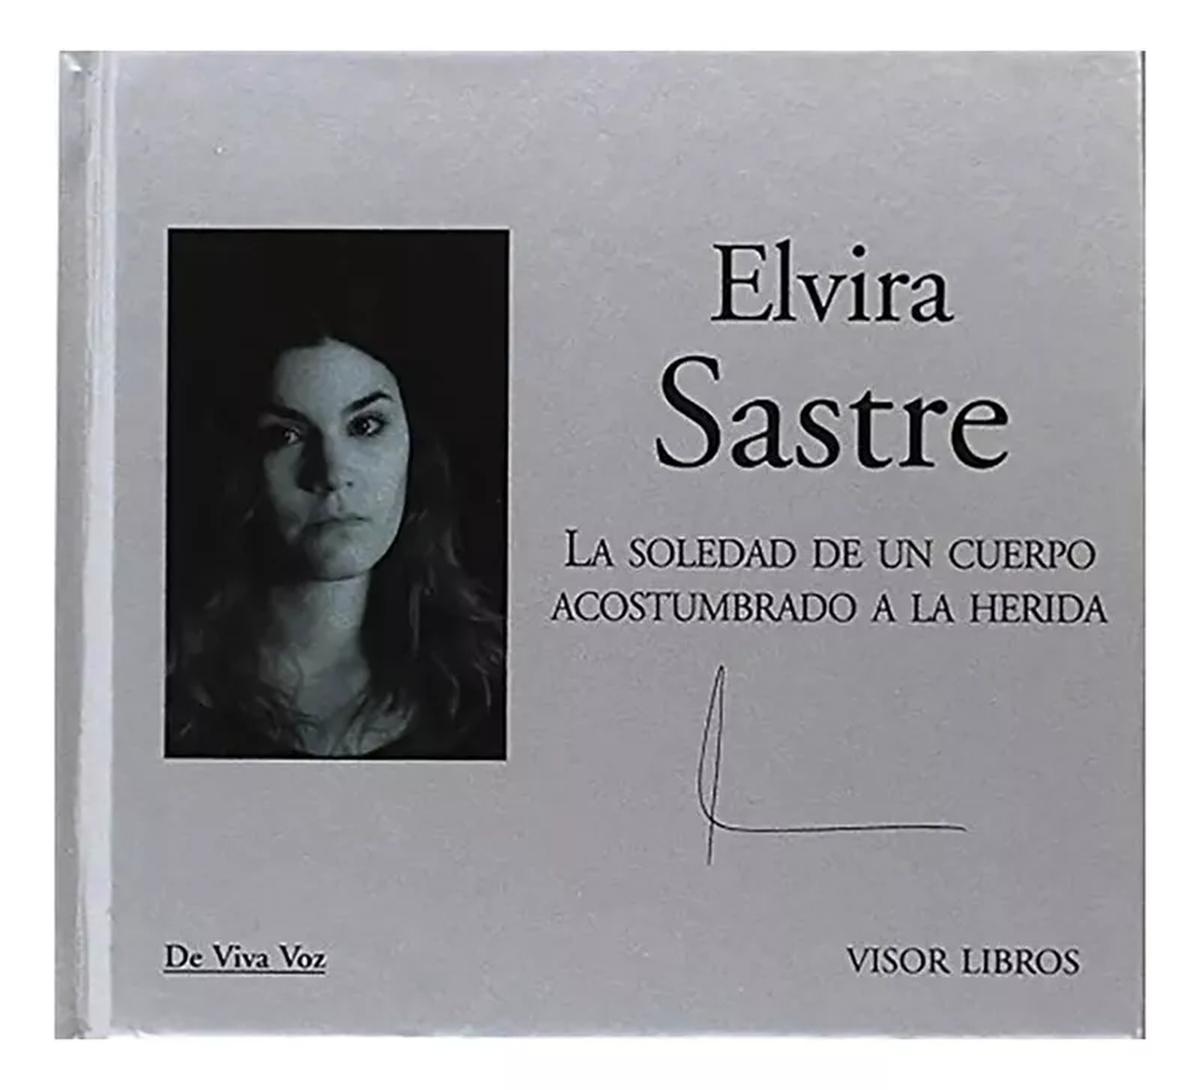 Elvira
Sastre
LA SOLEDAD DE UN CUERPO
ACOSTUMBRADO A LA HERIDA
De Viva Voz
VISOR LIBROS